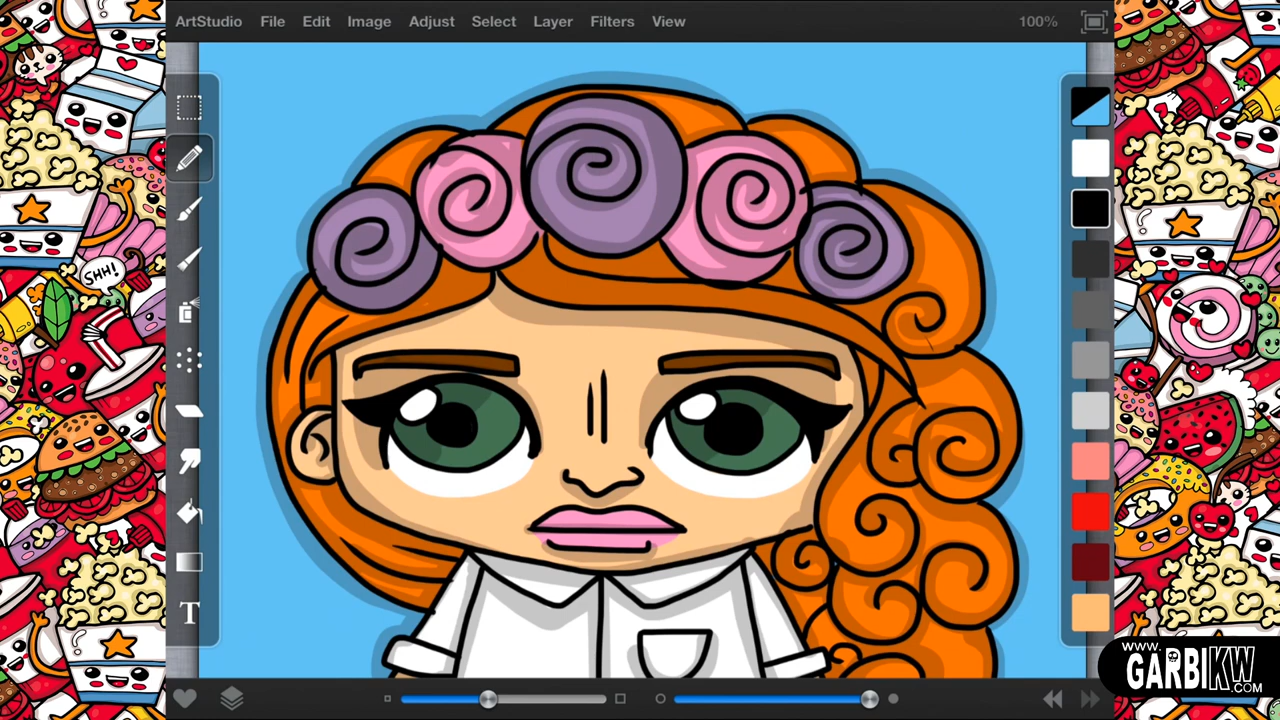 ArtStudio File Edit Image Adjust Select Layer Filters View 100%
SHH!
T
WWW.
GARBIKW
.COM